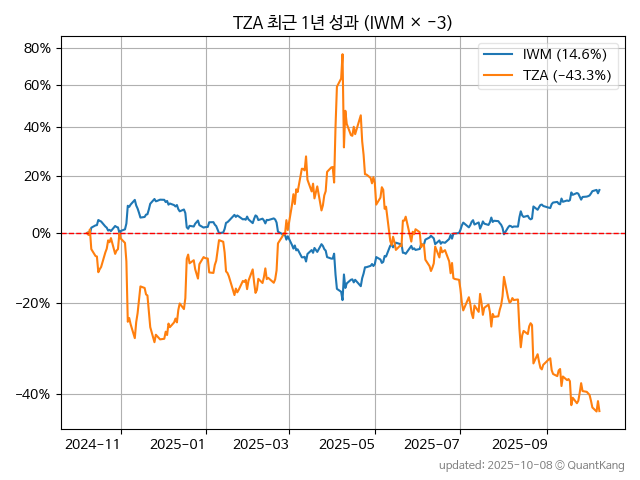 TZA 최근 1년 성과 (IWM × -3)
IWM (14.6%)
TZA (-43.3%)
80%
60%
40%
20%
0%
-20%
-40%
2024-11 2025-01 2025-03 2025-05 2025-07 2025-09
updated: 2025-10-08 © QuantKang